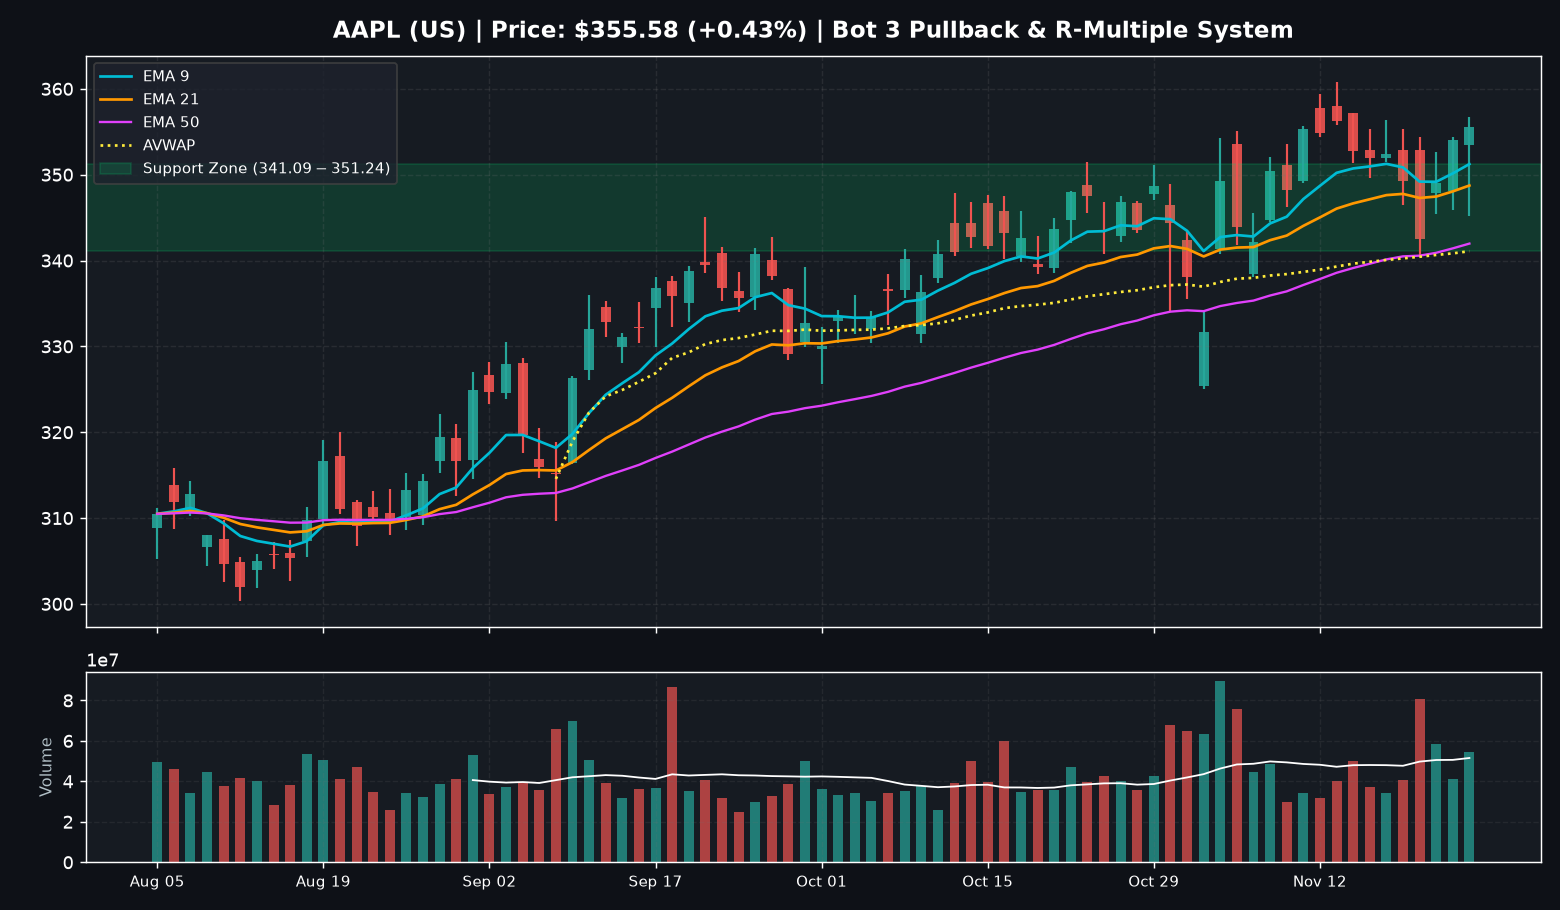 AAPL (US) | Price: $355.58 (+0.43%) | Bot 3 Pullback & R-Multiple System
EMA 9
EMA 21
EMA 50
AVWAP
Support Zone (341.09 – 351.24)
360
350
340
330
320
310
300
1e7
8
6
4
2
0
Volume
Aug 05
Aug 19
Sep 02
Sep 17
Oct 01
Oct 15
Oct 29
Nov 12